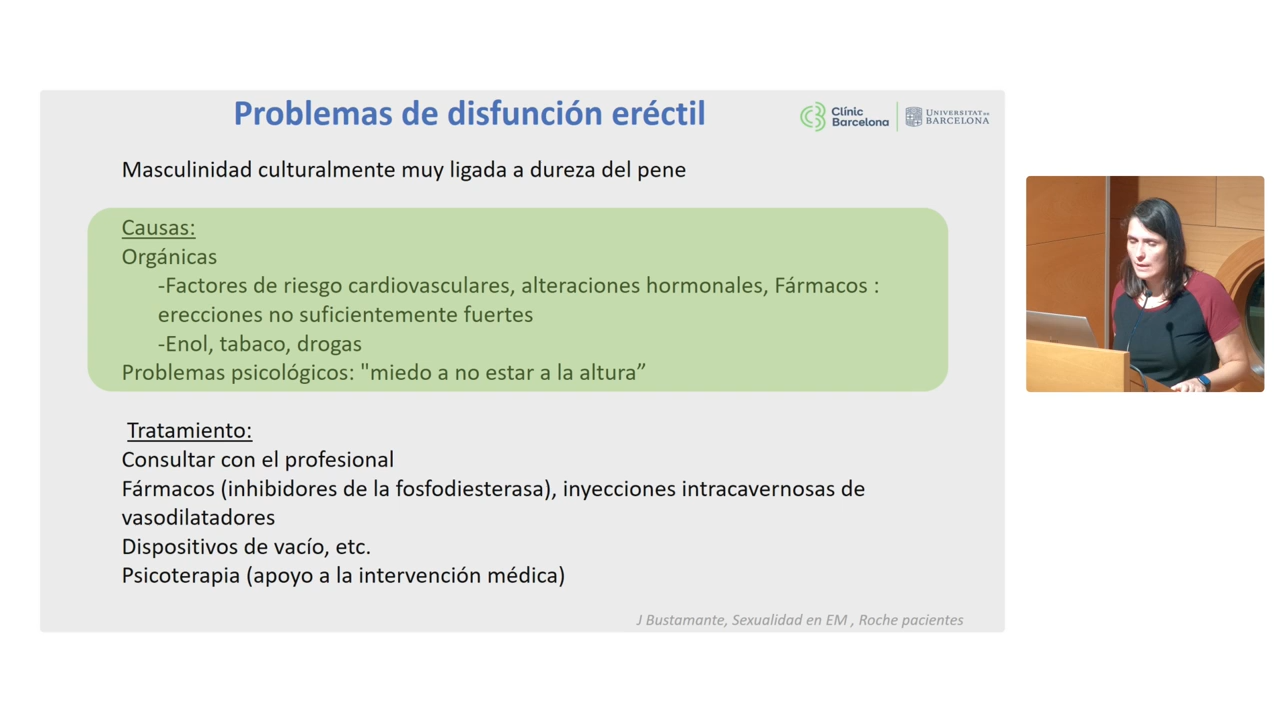 Problemas de disfunción eréctil
Clínic
Barcelona
UNIVERSITAT DE
BARCELONA
Masculinidad culturalmente muy ligada a dureza del pene
Causas:
Orgánicas
-Factores de riesgo cardiovasculares, alteraciones hormonales, Fármacos :
erecciones no suficientemente fuertes
-Enol, tabaco, drogas
Problemas psicológicos: "miedo a no estar a la altura”
Tratamiento:
Consultar con el profesional
Fármacos (inhibidores de la fosfodiesterasa), inyecciones intracavernosas de
vasodilatadores
Dispositivos de vacío, etc.
Psicoterapia (apoyo a la intervención médica)
J Bustamante, Sexualidad en EM , Roche pacientes